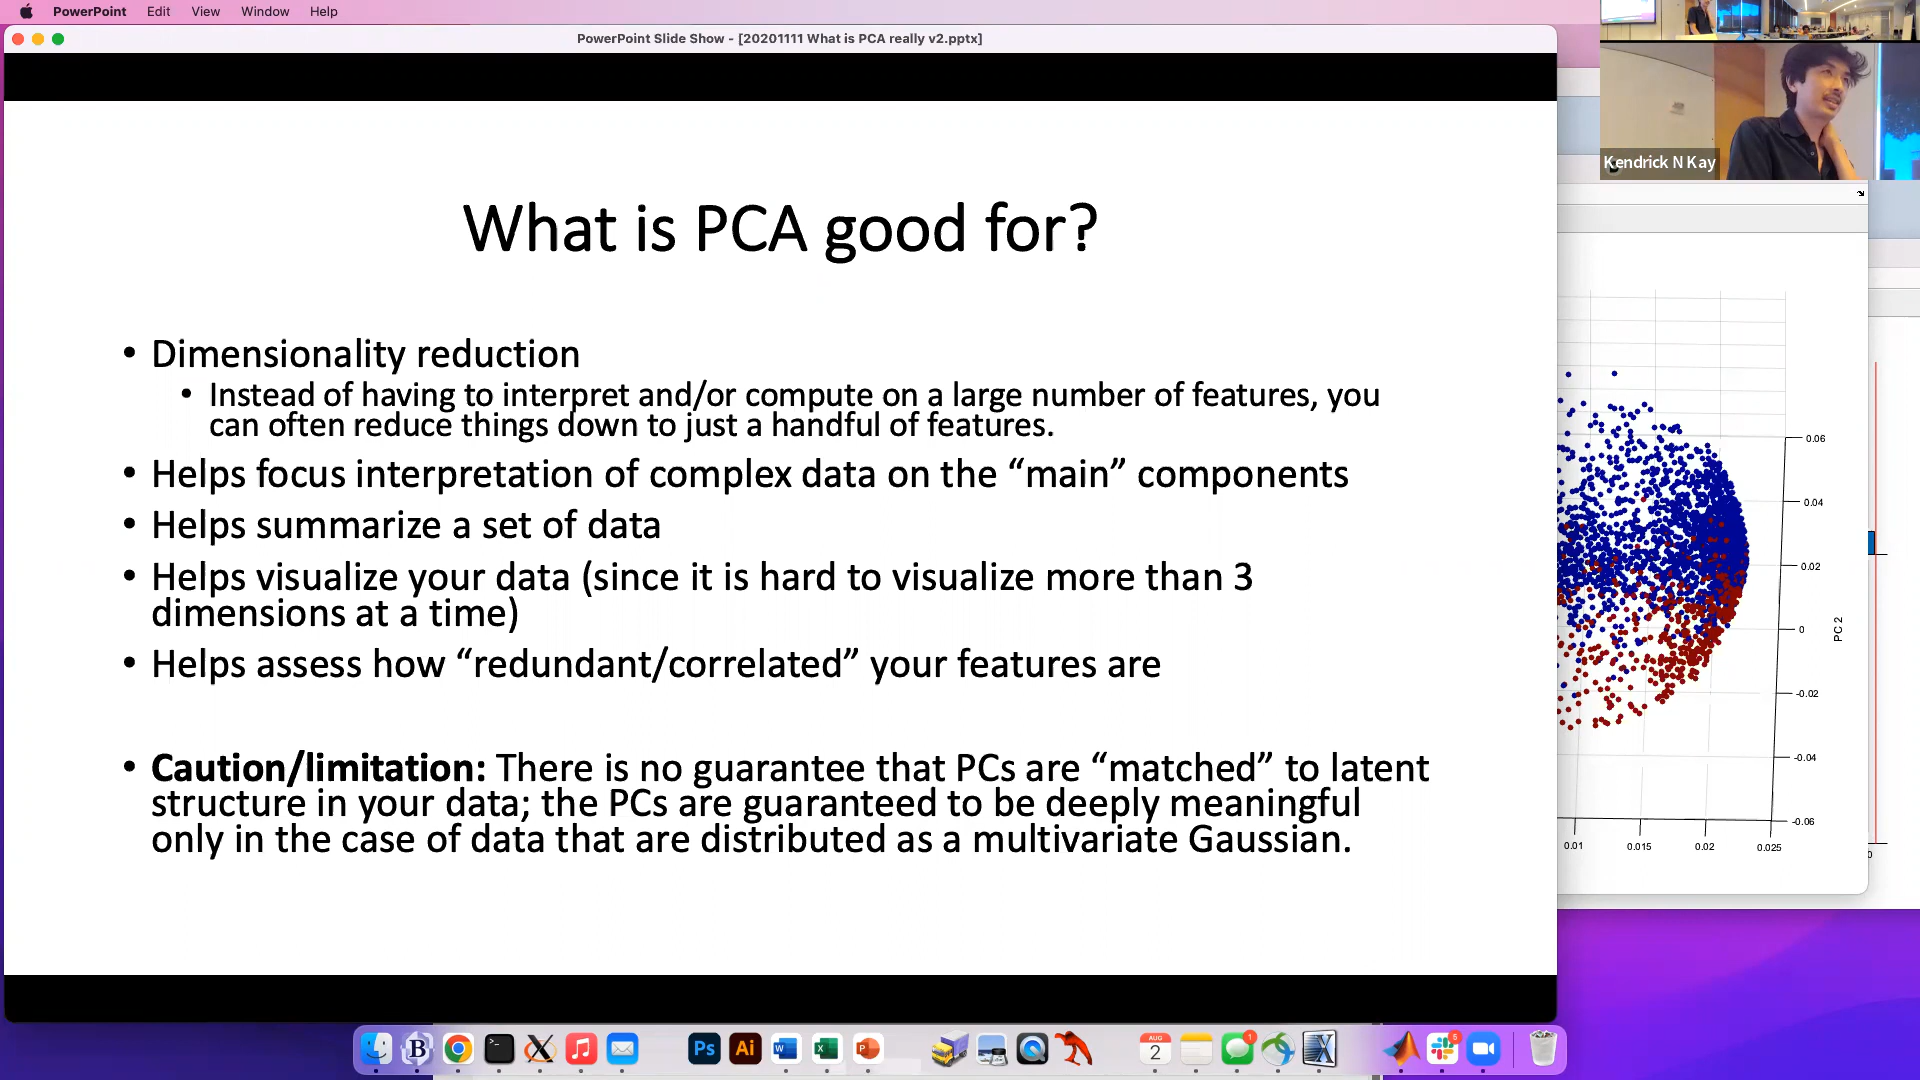 PowerPoint Edit View Window Help
PowerPoint Slide Show - [20201111 What is PCA really v2.pptx]
Kendrick N Kay
What is PCA good for?
• Dimensionality reduction
• Instead of having to interpret and/or compute on a large number of features, you
can often reduce things down to just a handful of features.
• Helps focus interpretation of complex data on the “main” components
• Helps summarize a set of data
• Helps visualize your data (since it is hard to visualize more than 3
dimensions at a time)
• Helps assess how “redundant/correlated” your features are
• Caution/limitation: There is no guarantee that PCs are “matched” to latent
structure in your data; the PCs are guaranteed to be deeply meaningful
only in the case of data that are distributed as a multivariate Gaussian.
0.06
0.04
0.02
0
-0.02
-0.04
-0.06
PC 2
0.01 0.015 0.02 0.025
0
B
Ps Ai W X P
AUG
2
1
X